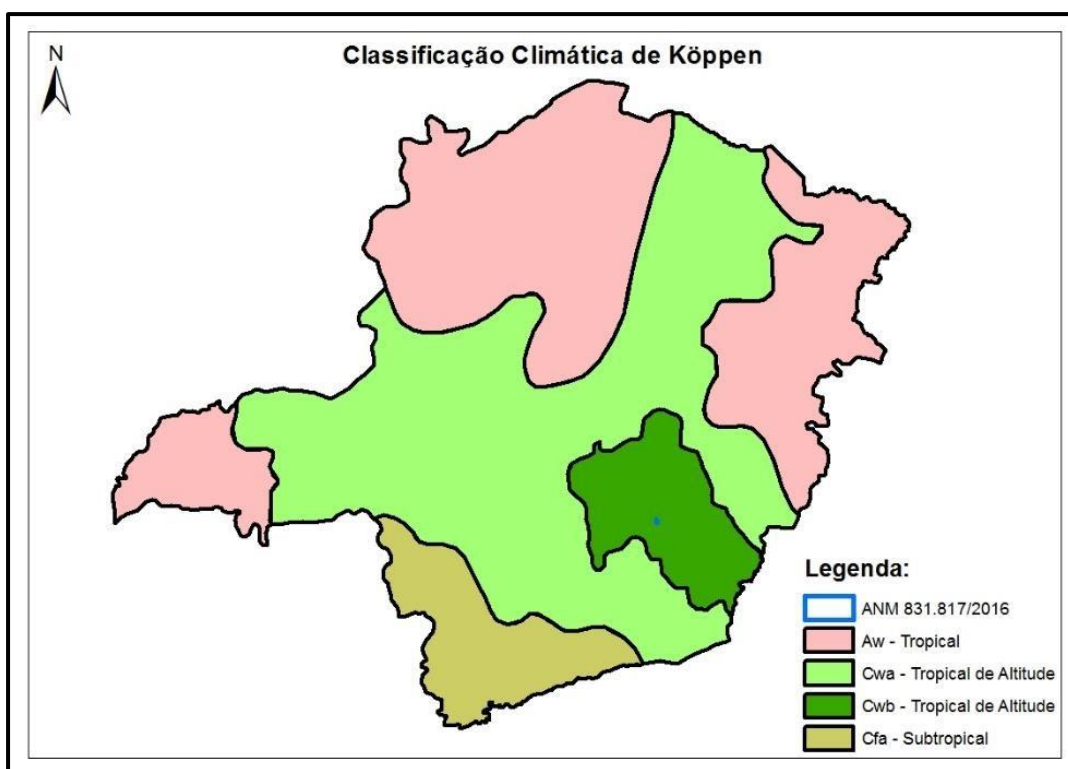 Classificação Climática de Köppen
N
Legenda:
ANM 831.817/2016
Aw - Tropical
Cwa - Tropical de Altitude
Cwb - Tropical de Altitude
Cfa - Subtropical